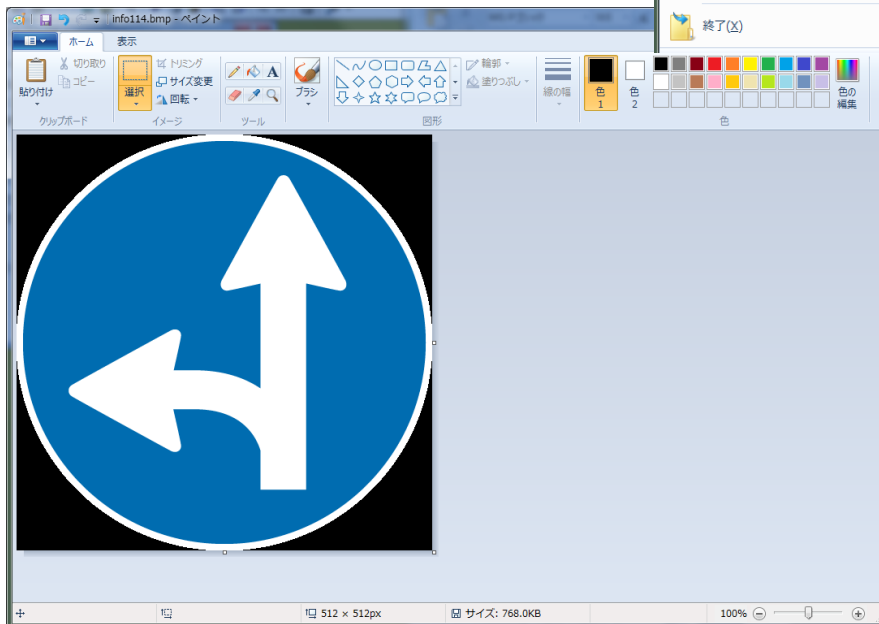 info114.bmp - ペイント
終了(X)
ホーム 表示
貼り付け
切り取り
コピー
クリップボード
選択
トリミング
サイズ変更
回転
イメージ
A
ツール
ブラシ
輪郭
塗りつぶし
図形
線の幅
色
1
色
2
色の
編集
色
512 × 512px
サイズ: 768.0KB
100%